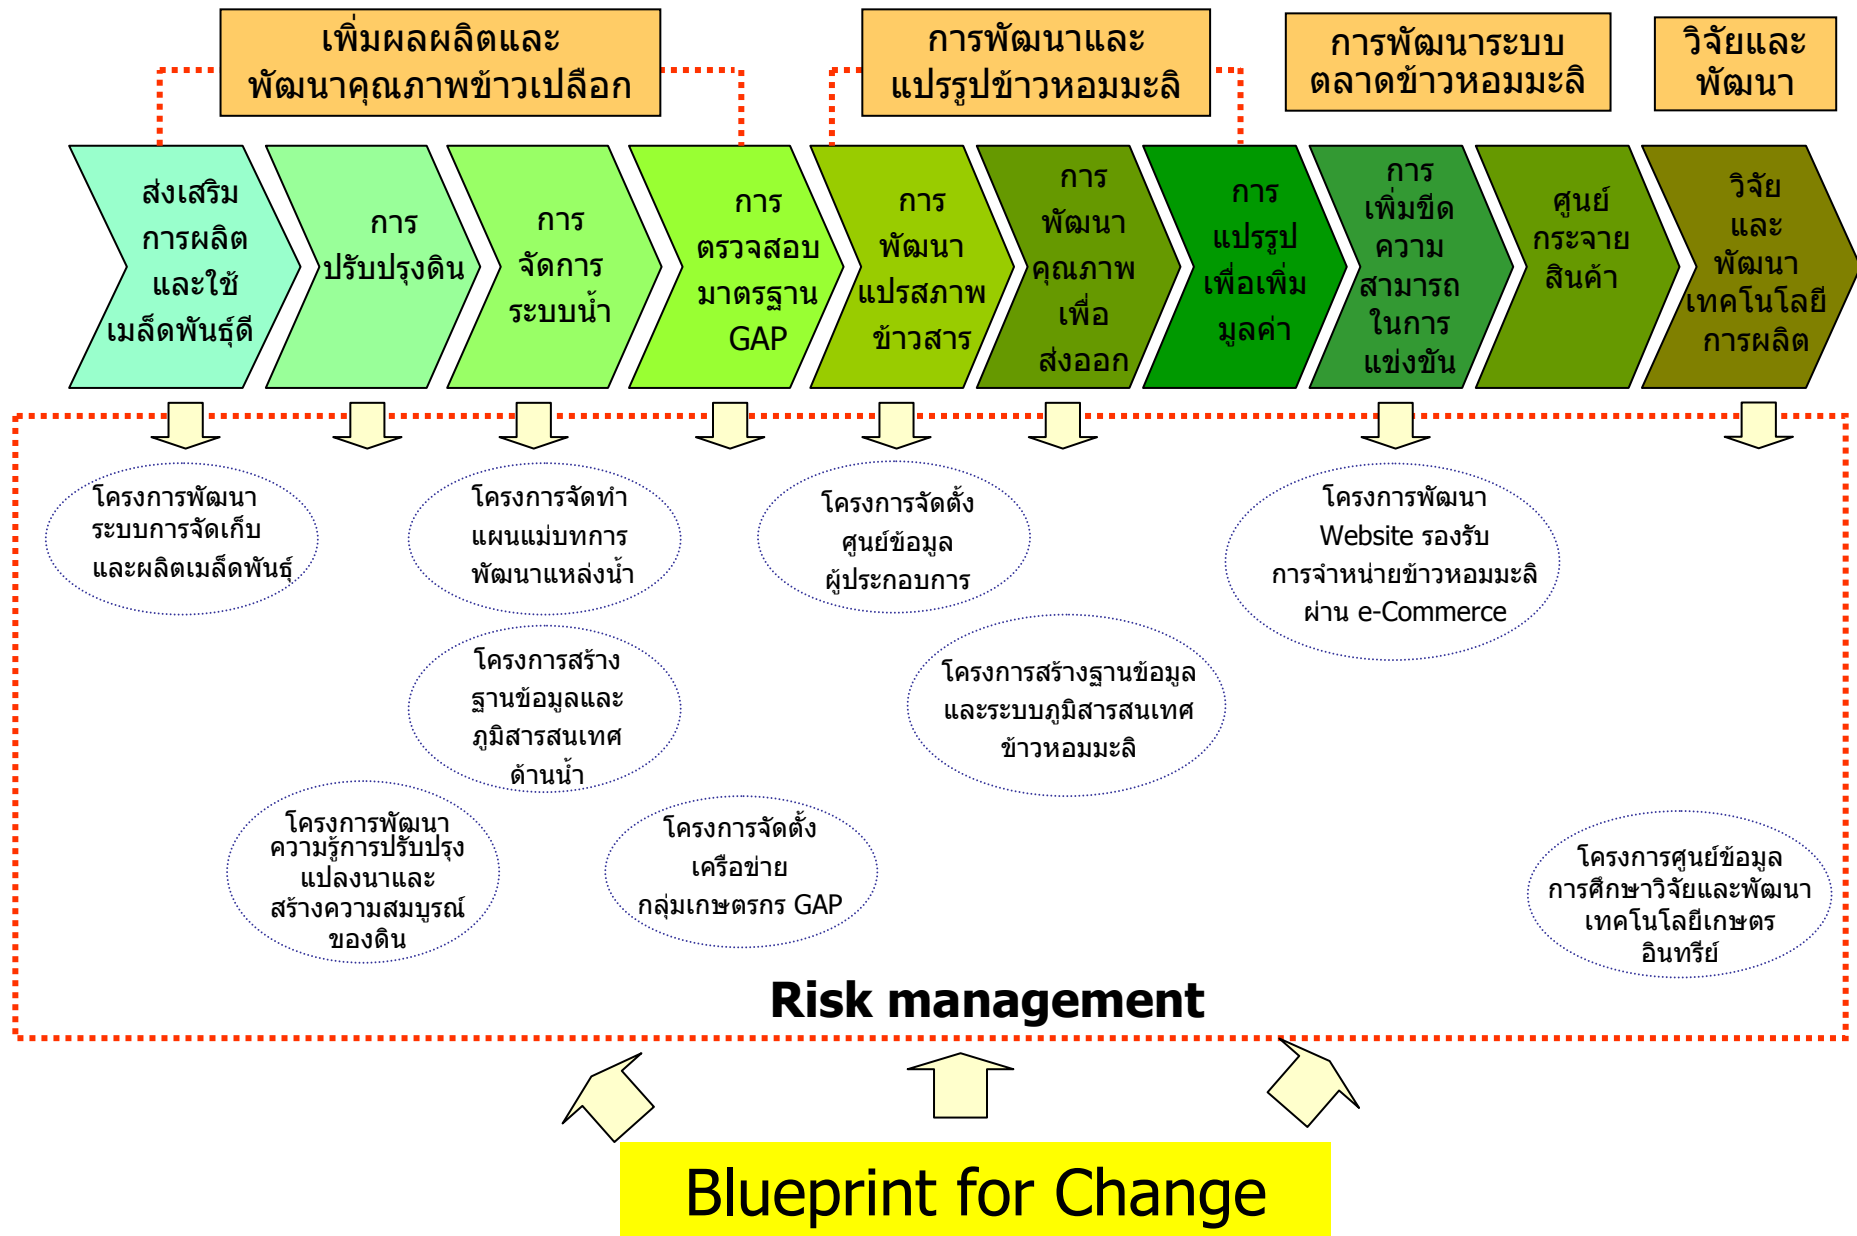 เพิ่มผลผลิตและ
พัฒนาคุณภาพข้าวเปลือก
การพัฒนาและ
แปรรูปข้าวหอมมะลิ
การพัฒนาระบบ
ตลาดข้าวหอมมะลิ
วิจัยและ
พัฒนา
ส่งเสริม
การผลิต
และใช้
เมล็ดพันธุ์ดี
การ
ปรับปรุงดิน
การ
จัดการ
ระบบน้ำ
การ
ตรวจสอบ
มาตรฐาน
GAP
การ
พัฒนา
แปรสภาพ
ข้าวสาร
การ
พัฒนา
คุณภาพ
เพื่อ
ส่งออก
การ
แปรรูป
เพื่อเพิ่ม
มูลค่า
การ
เพิ่มขีด
ความ
สามารถ
ในการ
แข่งขัน
ศูนย์
กระจาย
สินค้า
วิจัย
และ
พัฒนา
เทคโนโลยี
การผลิต
โครงการพัฒนา
ระบบการจัดเก็บ
และผลิตเมล็ดพันธุ์
โครงการจัดทำ
แผนแม่บทการ
พัฒนาแหล่งน้ำ
โครงการจัดตั้ง
ศูนย์ข้อมูล
ผู้ประกอบการ
โครงการพัฒนา
Website รองรับ
การจำหน่ายข้าวหอมมะลิ
ผ่าน e-Commerce
โครงการสร้าง
ฐานข้อมูลและ
ภูมิสารสนเทศ
ด้านน้ำ
โครงการสร้างฐานข้อมูล
และระบบภูมิสารสนเทศ
ข้าวหอมมะลิ
โครงการพัฒนา
ความรู้การปรับปรุง
แปลงนาและ
สร้างความสมบูรณ์
ของดิน
โครงการจัดตั้ง
เครือข่าย
กลุ่มเกษตรกร GAP
โครงการศูนย์ข้อมูล
การศึกษาวิจัยและพัฒนา
เทคโนโลยีเกษตร
อินทรีย์
Risk management
Blueprint for Change